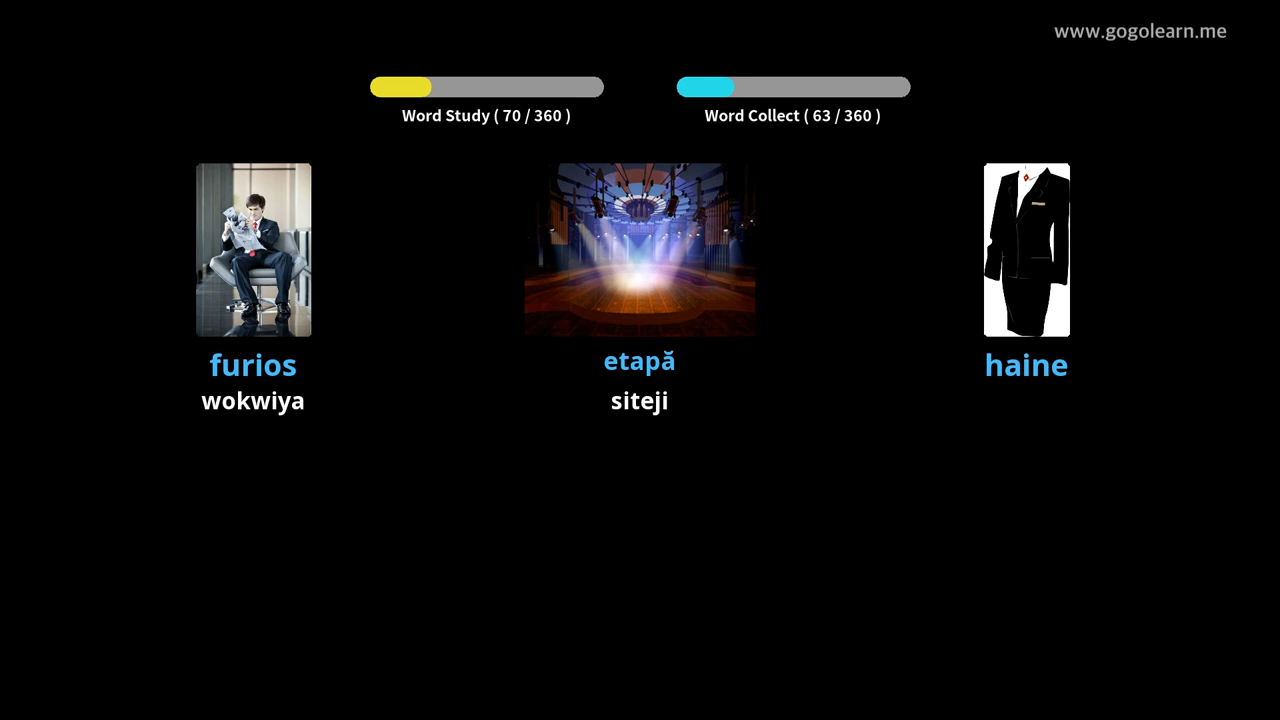 www.gogolearn.me
Word Study ( 70 / 360 )
Word Collect ( 63 / 360 )
furios
etapă
haine
wokwiya
siteji